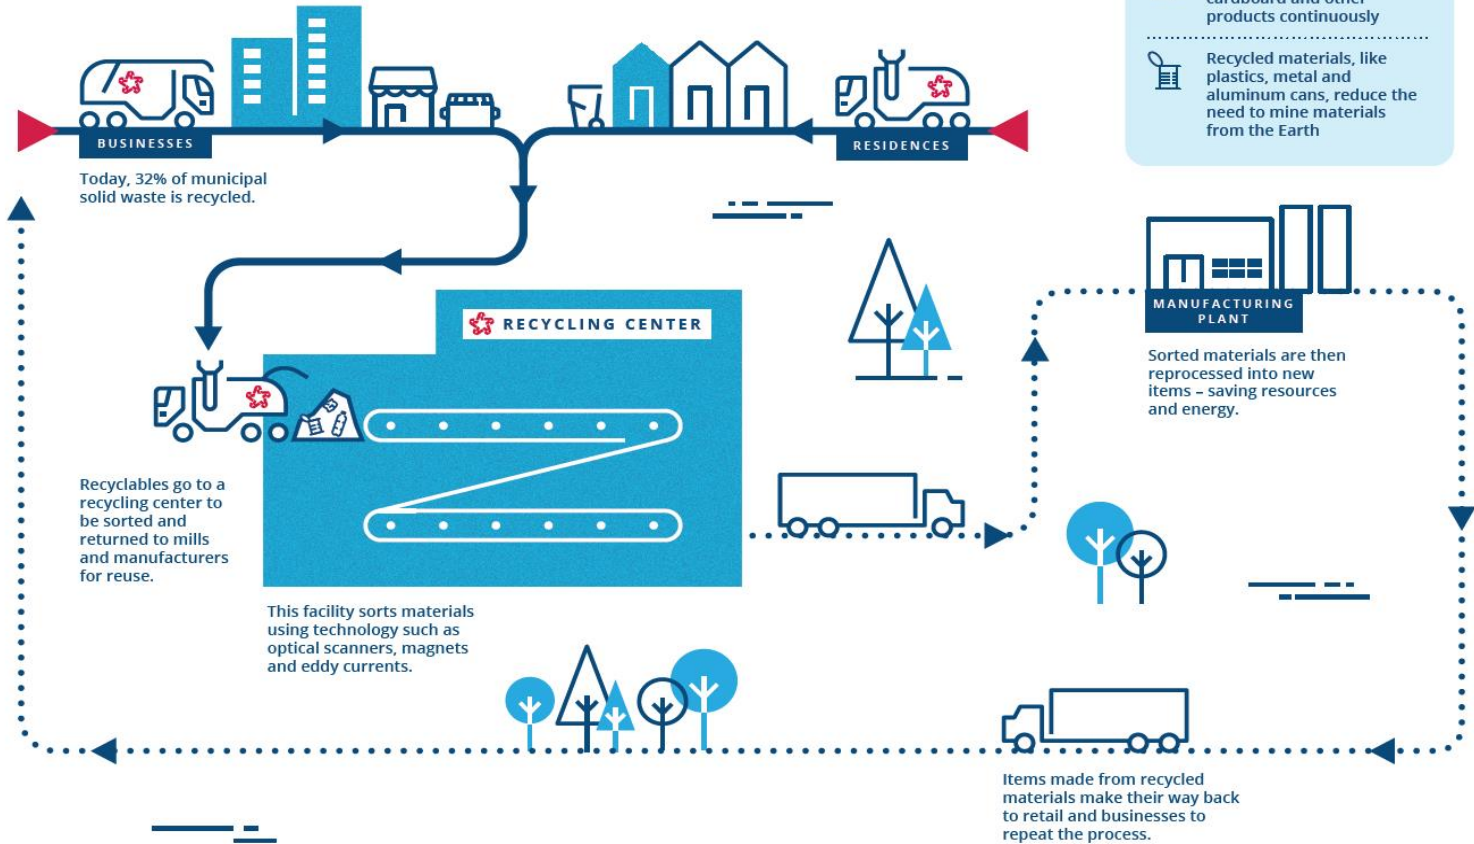 cardboard and other
products continuously
Recycled materials, like
plastics, metal and
aluminum cans, reduce the
need to mine materials
from the Earth
BUSINESSES
RESIDENCES
Today, 32% of municipal
solid waste is recycled.
RECYCLING CENTER
MANUFACTURING
PLANT
Sorted materials are then
reprocessed into new
items – saving resources
and energy.
Recyclables go to a
recycling center to
be sorted and
returned to mills
and manufacturers
for reuse.
This facility sorts materials
using technology such as
optical scanners, magnets
and eddy currents.
Items made from recycled
materials make their way back
to retail and businesses to
repeat the process.